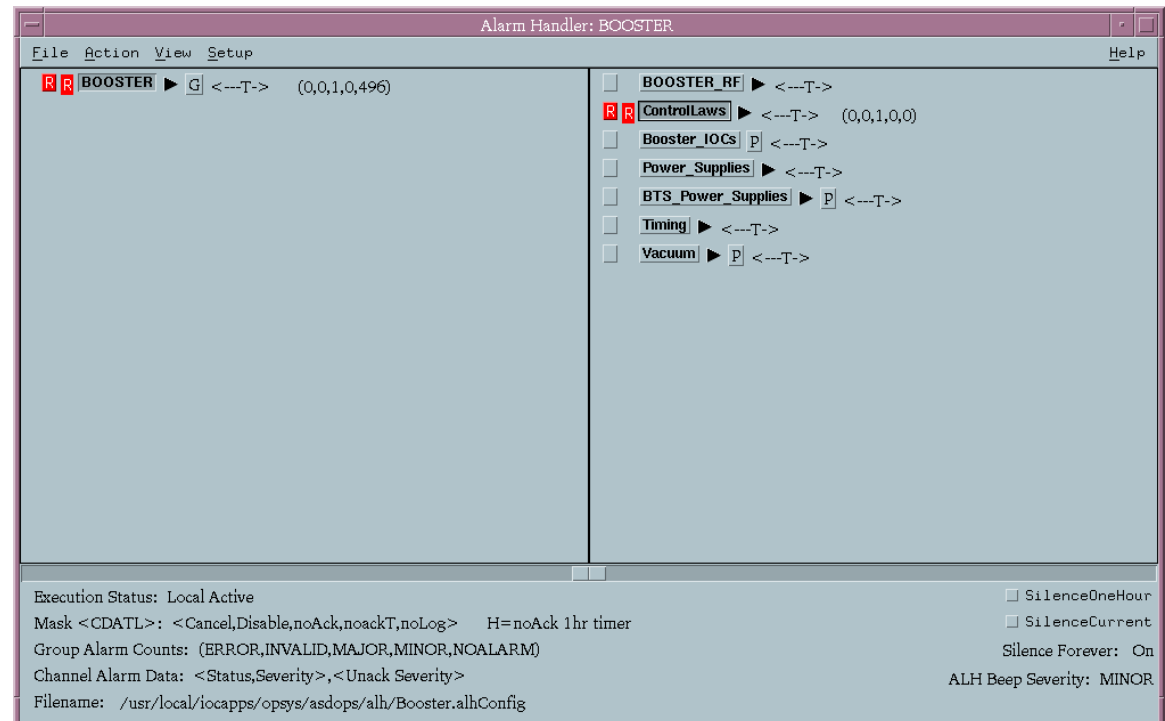 Alarm Handler: BOOSTER
File Action View Setup Help
R R BOOSTER G <---T-> (0,0,1,0,496)
BOOSTER_RF <---T->
R R ControlLaws <---T-> (0,0,1,0,0)
Booster_IOCs P <---T->
Power_Supplies <---T->
BTS_Power_Supplies P <---T->
Timing <---T->
Vacuum P <---T->
Execution Status: Local Active
Mask <CDATL>: <Cancel,Disable,noAck,noackT,noLog> H=noAck 1hr timer
Group Alarm Counts: (ERROR,INVALID,MAJOR,MINOR,NOALARM)
Channel Alarm Data: <Status,Severity>,<Unack Severity>
Filename: /usr/local/iocapps/opsys/asdops/alh/Booster.alhConfig
SilenceOneHour
SilenceCurrent
Silence Forever: On
ALH Beep Severity: MINOR